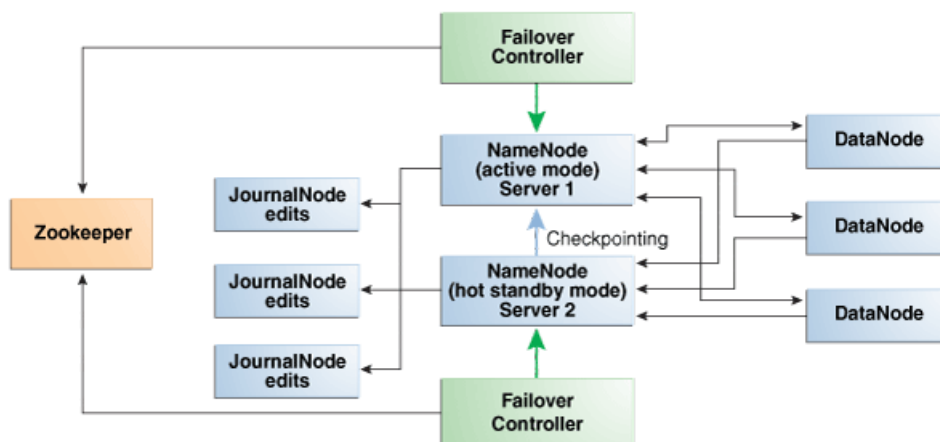 Failover
Controller
NameNode
(active mode)
Server 1
DataNode
JournalNode
edits
Zookeeper
Checkpointing
DataNode
JournalNode
edits
NameNode
(hot standby mode)
Server 2
DataNode
JournalNode
edits
Failover
Controller